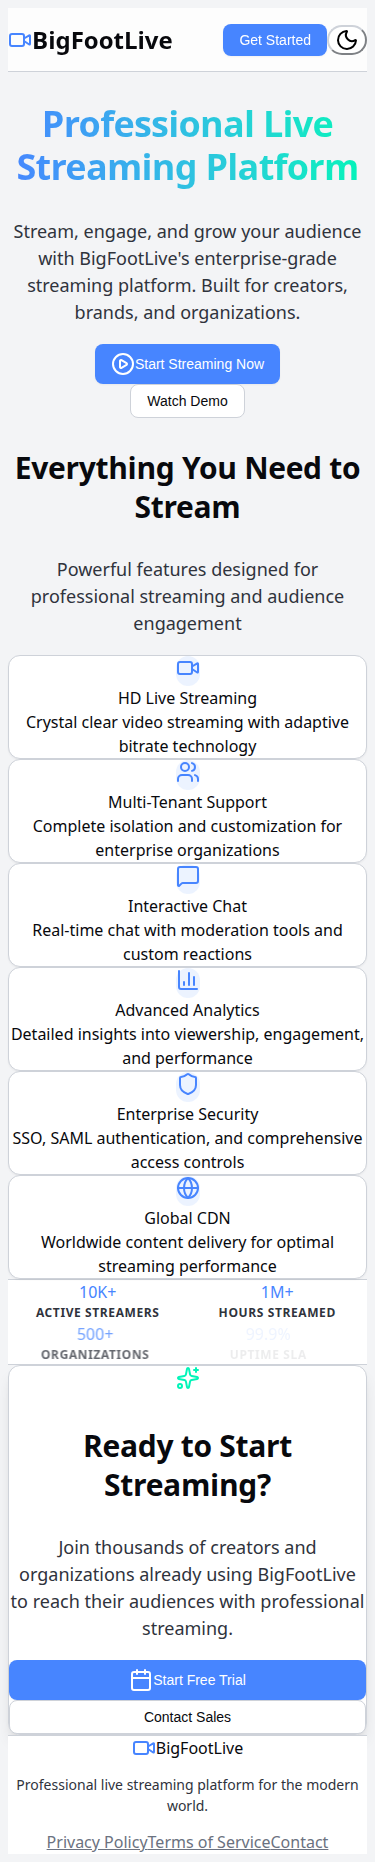 BigFootLive
Get Started
Professional Live
Streaming Platform
Stream, engage, and grow your audience
with BigFootLive's enterprise-grade
streaming platform. Built for creators,
brands, and organizations.
Start Streaming Now
Watch Demo
Everything You Need to
Stream
Powerful features designed for
professional streaming and audience
engagement
HD Live Streaming
Crystal clear video streaming with adaptive
bitrate technology
Multi-Tenant Support
Complete isolation and customization for
enterprise organizations
Interactive Chat
Real-time chat with moderation tools and
custom reactions
Advanced Analytics
Detailed insights into viewership, engagement,
and performance
Enterprise Security
SSO, SAML authentication, and comprehensive
access controls
Global CDN
Worldwide content delivery for optimal
streaming performance
10K+
ACTIVE STREAMERS
1M+
HOURS STREAMED
500+
ORGANIZATIONS
99.9%
UPTIME SLA
Ready to Start
Streaming?
Join thousands of creators and
organizations already using BigFootLive
to reach their audiences with professional
streaming.
Start Free Trial
Contact Sales
BigFootLive
Professional live streaming platform for the modern
world.
Privacy PolicyTerms of ServiceContact